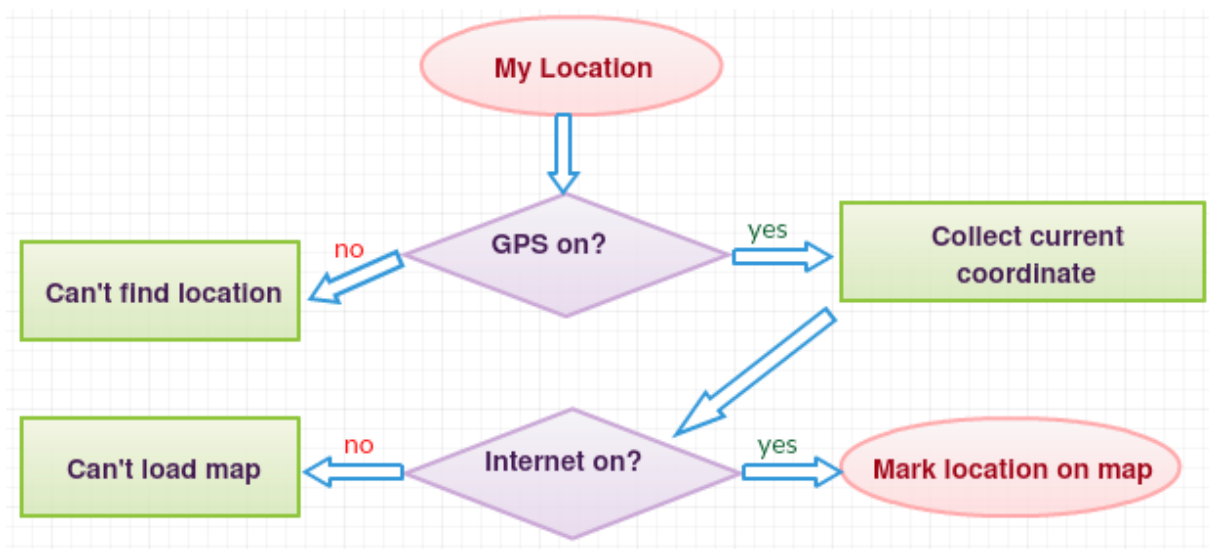 My Location
GPS on?
no
yes
Can't find location
Collect current
coordinate
Internet on?
no
yes
Can't load map
Mark location on map